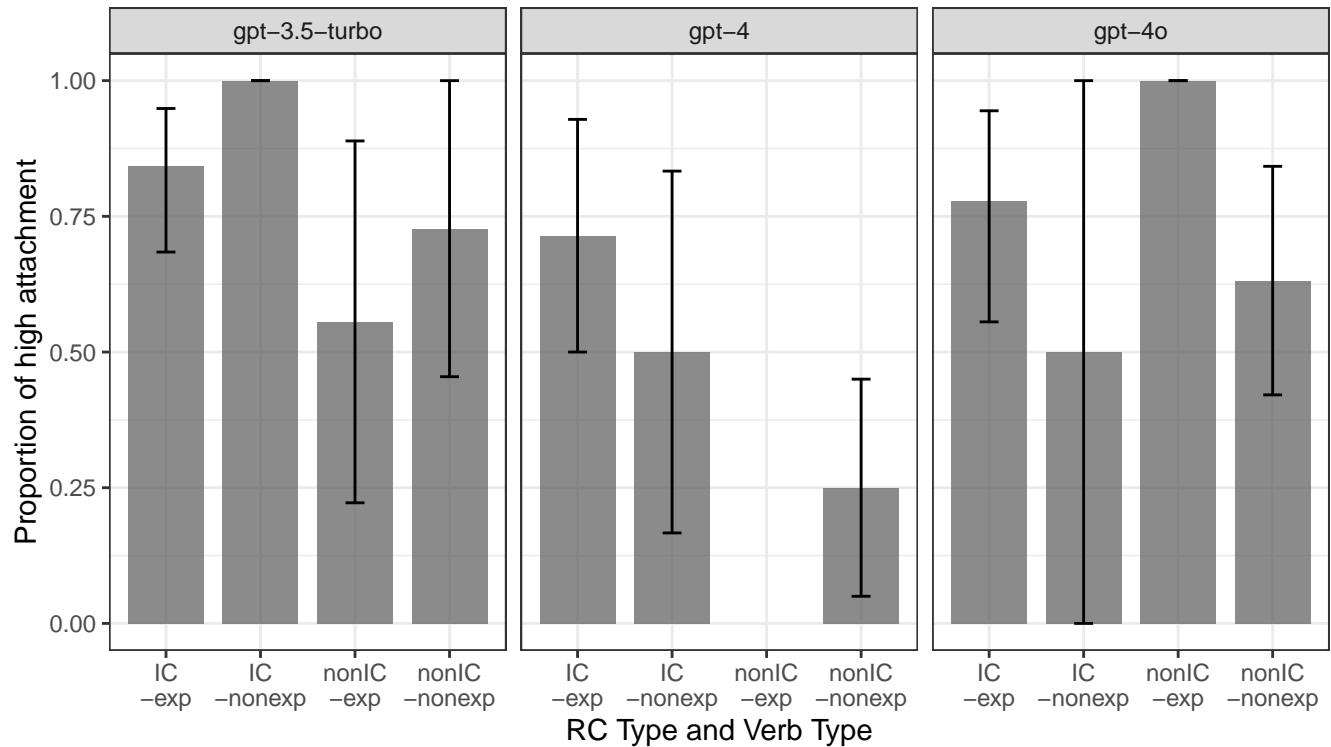 gpt−3.5−turbo
gpt−4
gpt−4o
Proportion of high attachment
1.00
0.75
0.50
0.25
0.00
IC
−exp
IC
−nonexp
nonIC
−exp
nonIC
−nonexp
IC
−exp
IC
−nonexp
nonIC
−exp
nonIC
−nonexp
IC
−exp
IC
−nonexp
nonIC
−exp
nonIC
−nonexp
RC Type and Verb Type